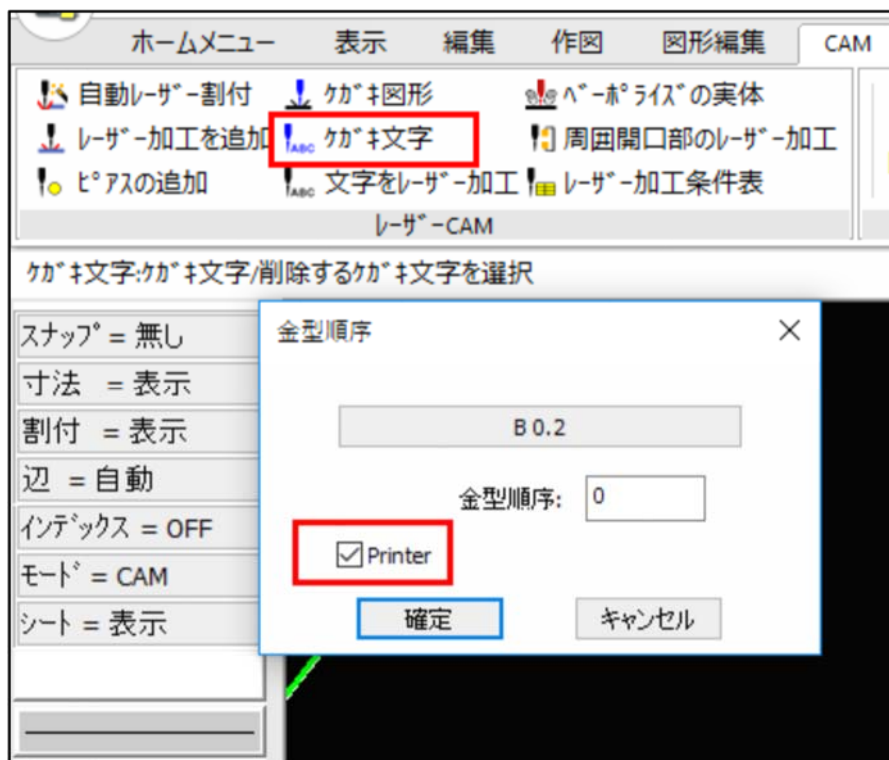 ホームメニュー 表示 編集 作図 図形編集 CAM
自動ﾚｰｻﾞｰ割付 ｹｶﾞｷ図形 ﾍﾞｰﾎﾟﾗｲｽﾞの実体
ﾚｰｻﾞｰ加工を追加 ABC ｹｶﾞｷ文字 周囲開口部のﾚｰｻﾞｰ加工
ﾋﾟｱｽの追加 ABC 文字をﾚｰｻﾞｰ加工 ﾚｰｻﾞｰ加工条件表
ﾚｰｻﾞｰCAM
ｹｶﾞｷ文字:ｹｶﾞｷ文字/削除するｹｶﾞｷ文字を選択
スナッﾌﾟ = 無し
寸法 = 表示
割付 = 表示
辺 = 自動
ｲﾝﾃﾞｯｸｽ = OFF
ﾓｰﾄﾞ = CAM
ｼｰﾄ = 表示
金型順序
B 0.2
金型順序: 0
Printer
確定 キャンセル